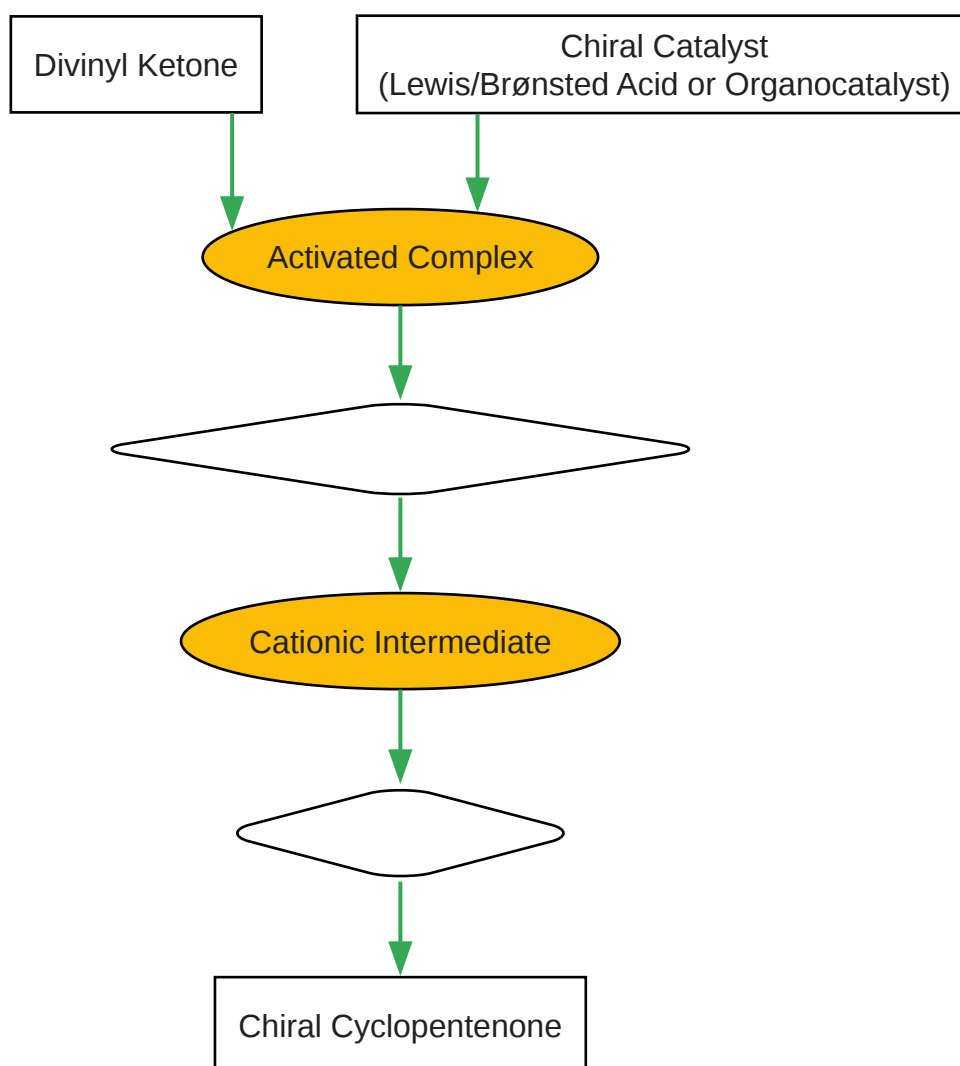 Divinyl Ketone
Chiral Catalyst
(Lewis/Brønsted Acid or Organocatalyst)
Activated Complex
Cationic Intermediate
Chiral Cyclopentenone